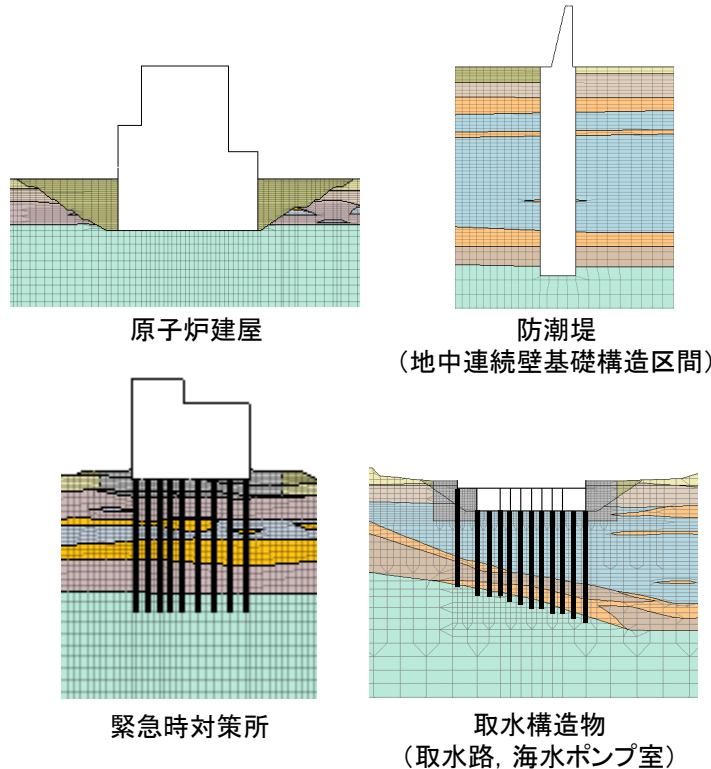 原子炉建屋
防潮堤
（地中連続壁基礎構造区間）
緊急時対策所
取水構造物
（取水路，海水ポンプ室）